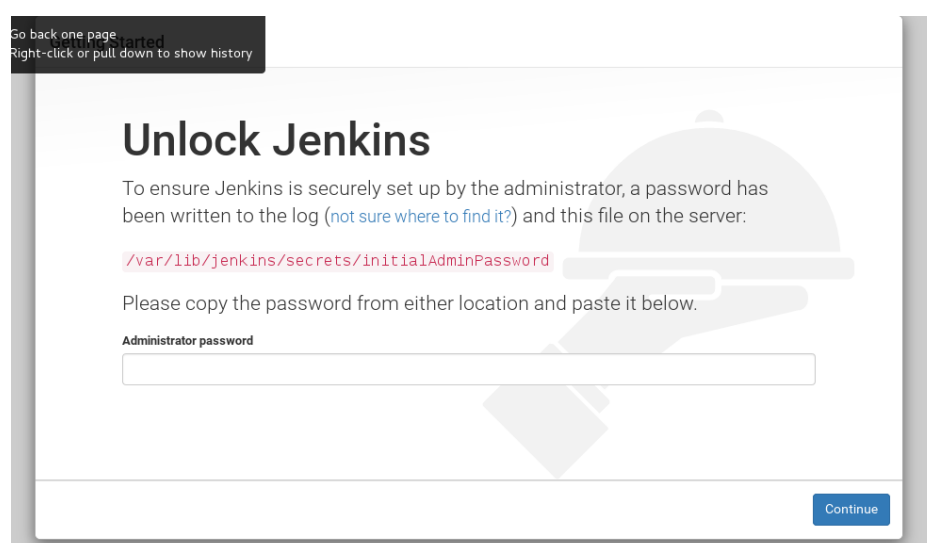 Go back one page
Right-click or pull down to show history
Getting Started
Unlock Jenkins
To ensure Jenkins is securely set up by the administrator, a password has
been written to the log (not sure where to find it?) and this file on the server:
/var/lib/jenkins/secrets/initialAdminPassword
Please copy the password from either location and paste it below.
Administrator password
Continue